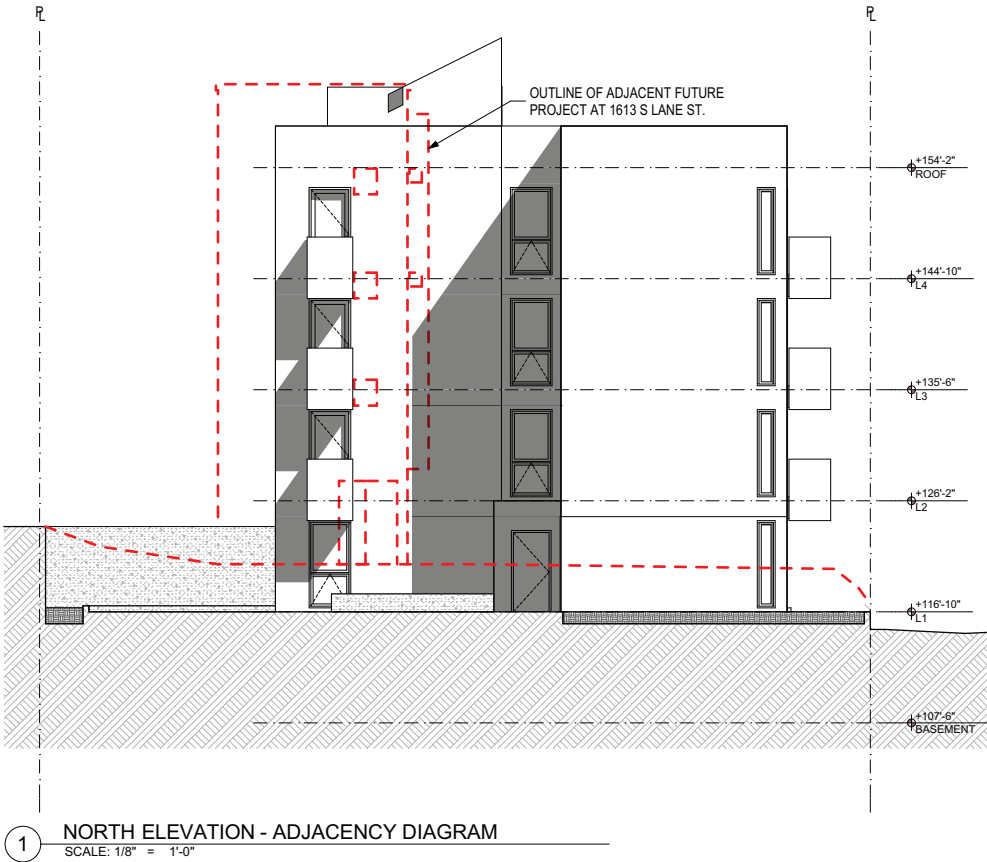 PL
PL
OUTLINE OF ADJACENT FUTURE
PROJECT AT 1613 S LANE ST.
+154'-2"
ROOF
+144'-10"
L4
+135'-6"
L3
+126'-2"
L2
+116'-10"
L1
+107'-6"
BASEMENT
1
NORTH ELEVATION - ADJACENCY DIAGRAM
SCALE: 1/8" = 1'-0"